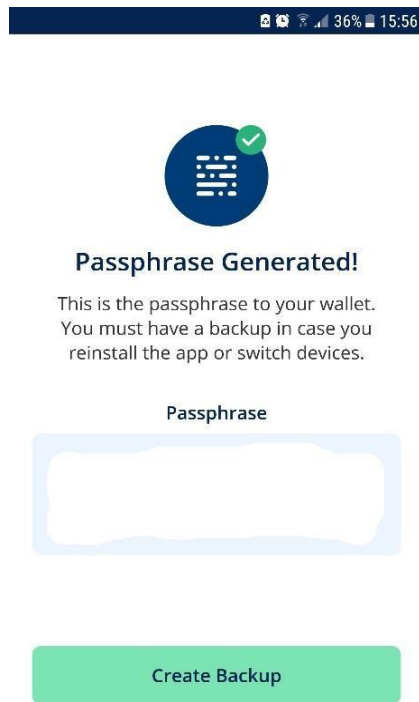 36% 15:56
Passphrase Generated!
This is the passphrase to your wallet.
You must have a backup in case you
reinstall the app or switch devices.
Passphrase
Create Backup